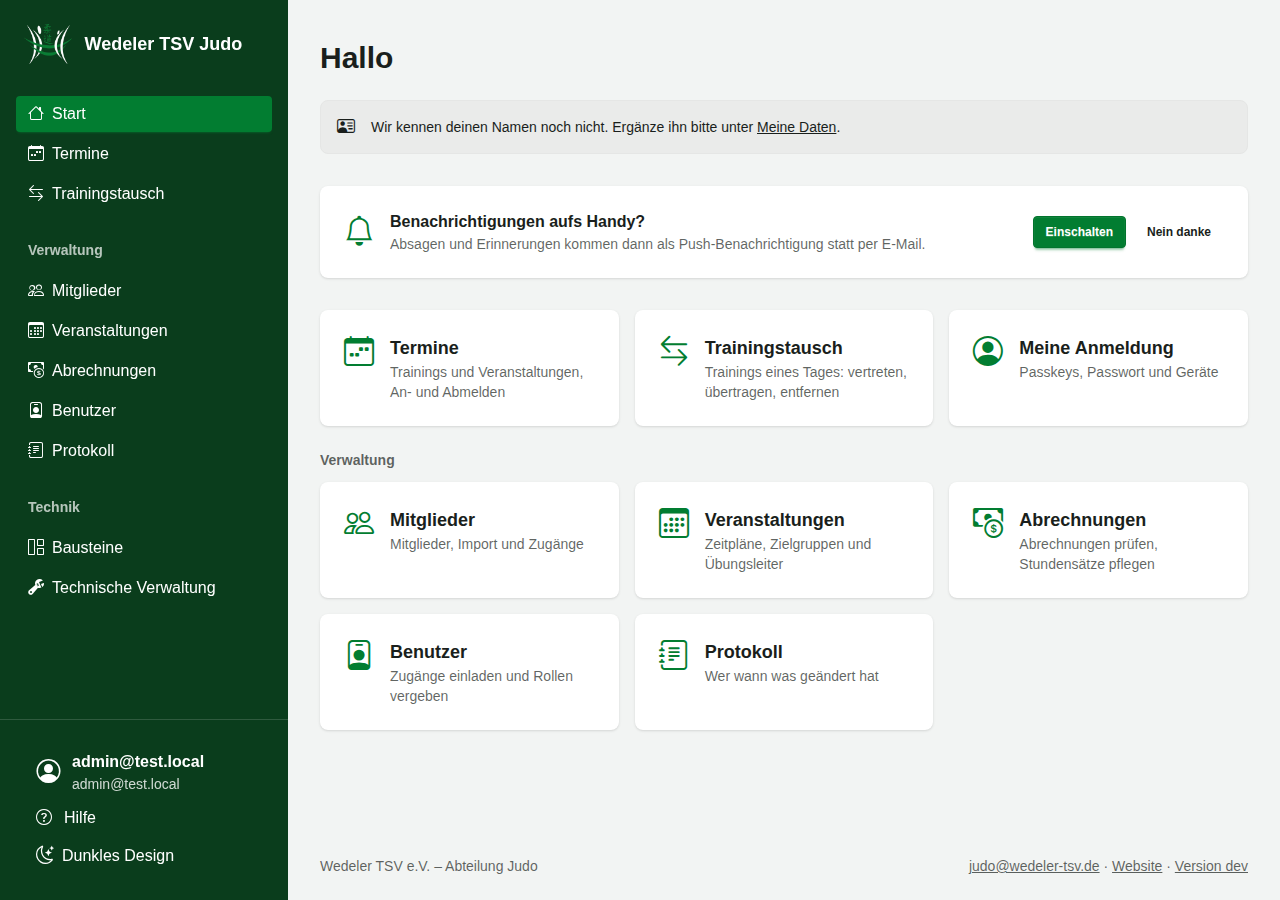 Wedeler TSV Judo
Start
Termine
Trainingstausch
Verwaltung
Mitglieder
Veranstaltungen
Abrechnungen
Benutzer
Protokoll
Technik
Bausteine
Technische Verwaltung
admin@test.local
admin@test.local
Hilfe
Dunkles Design
Hallo
Wir kennen deinen Namen noch nicht. Ergänze ihn bitte unter Meine Daten.
Benachrichtigungen aufs Handy?
Absagen und Erinnerungen kommen dann als Push-Benachrichtigung statt per E-Mail.
Einschalten
Nein danke
Termine
Trainings und Veranstaltungen,
An- und Abmelden
Trainingstausch
Trainings eines Tages: vertreten,
übertragen, entfernen
Meine Anmeldung
Passkeys, Passwort und Geräte
Verwaltung
Mitglieder
Mitglieder, Import und Zugänge
Veranstaltungen
Zeitpläne, Zielgruppen und
Übungsleiter
Abrechnungen
Abrechnungen prüfen,
Stundensätze pflegen
Benutzer
Zugänge einladen und Rollen
vergeben
Protokoll
Wer wann was geändert hat
Wedeler TSV e.V. – Abteilung Judo
judo@wedeler-tsv.de · Website · Version dev